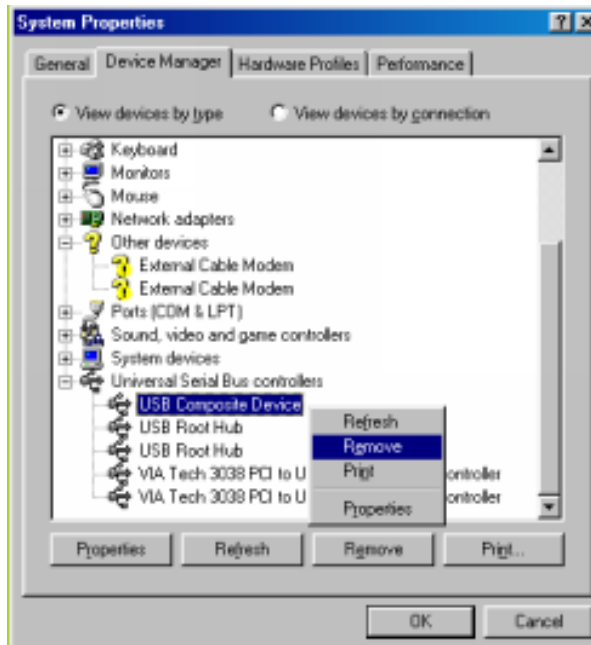 System Properties
General Device Manager Hardware Profiles Performance
View devices by type View devices by connection
Keyboard
Monitors
Mouse
Network adapters
Other devices
External Cable Modem
External Cable Modem
Ports (COM & LPT)
Sound, video and game controllers
System devices
Universal Serial Bus controllers
USB Composite Device
USB Root Hub
USB Root Hub
VIA Tech 3038 PCI to U ontroller
VIA Tech 3038 PCI to U ontroller
Refresh
Remove
Print
Properties
Properties Refresh Remove Print...
OK Cancel